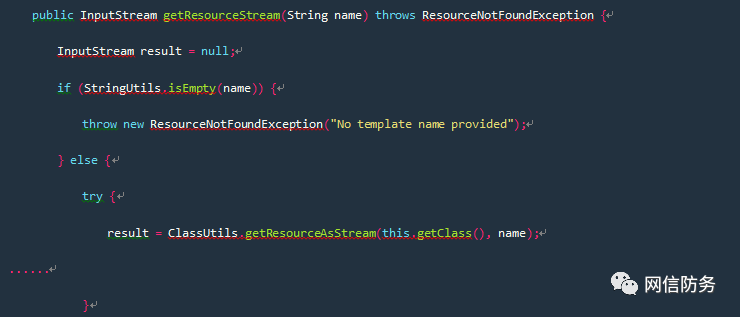 public InputStream getResourceStream(String name) throws ResourceNotFoundException {
InputStream result = null;
if (StringUtils.isEmpty(name)) {
throw new ResourceNotFoundException("No template name provided");
} else {
try {
result = ClassUtils.getResourceAsStream(this.getClass(), name);
......
}
网信防务